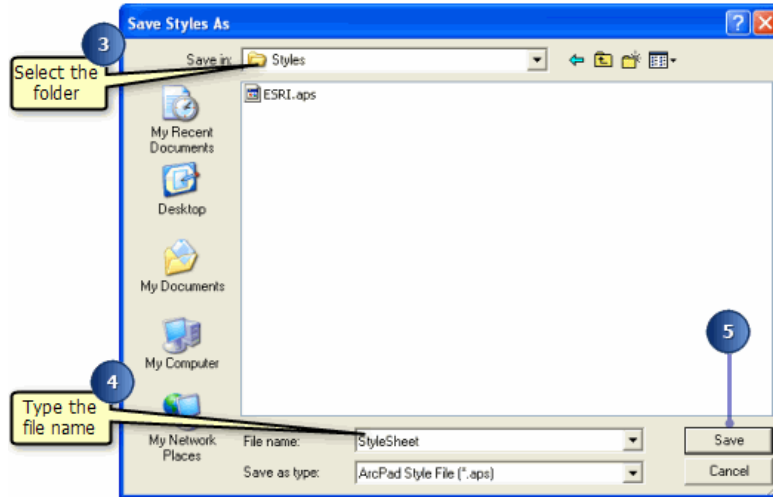 Save Styles As
3
Save in:
Styles
Select the
folder
ESRI.aps
My Recent
Documents
Desktop
My Documents
My Computer
4
5
Type the
file name
My Network
Places
File name:
StyleSheet
Save
Save as type:
ArcPad Style File (*.aps)
Cancel